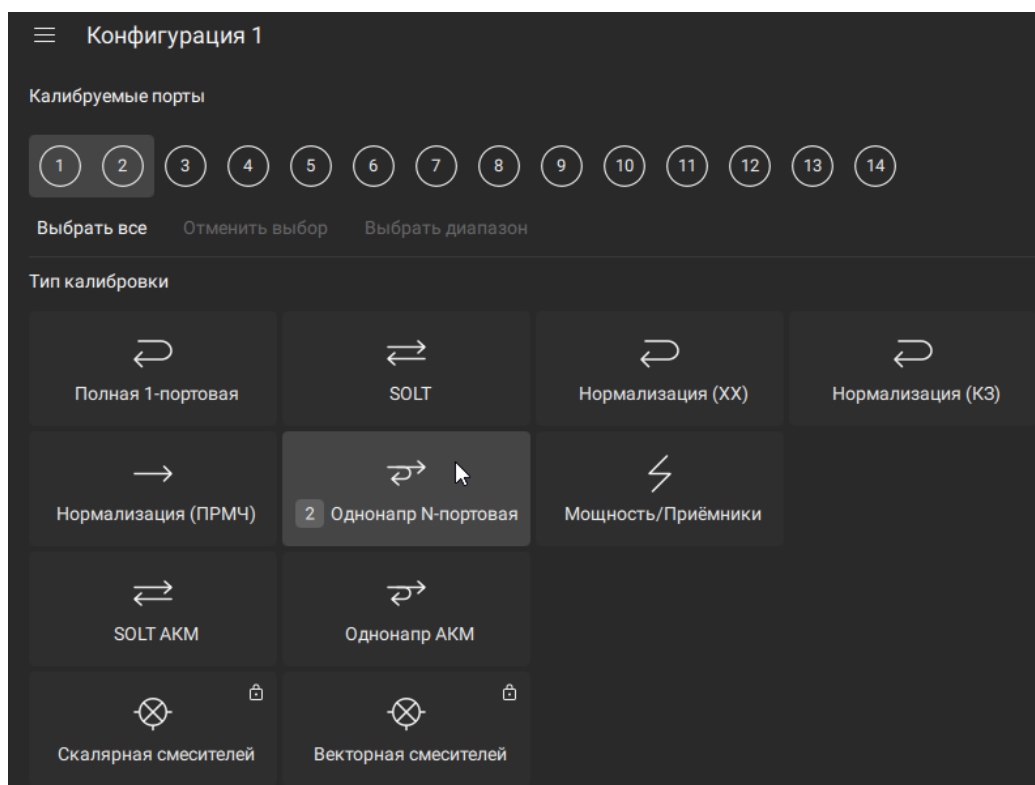 Конфигурация 1
Калибруемые порты
1 2 3 4 5 6 7 8 9 10 11 12 13 14
Выбрать все Отменить выбор Выбрать диапазон
Тип калибровки
Полная 1-портовая SOLT Нормализация (ХХ) Нормализация (КЗ)
Нормализация (ПРМЧ) 2 Однонапр N-портовая Мощность/Приёмники
SOLT АКМ Однонапр АКМ
Скалярная смесителей Векторная смесителей